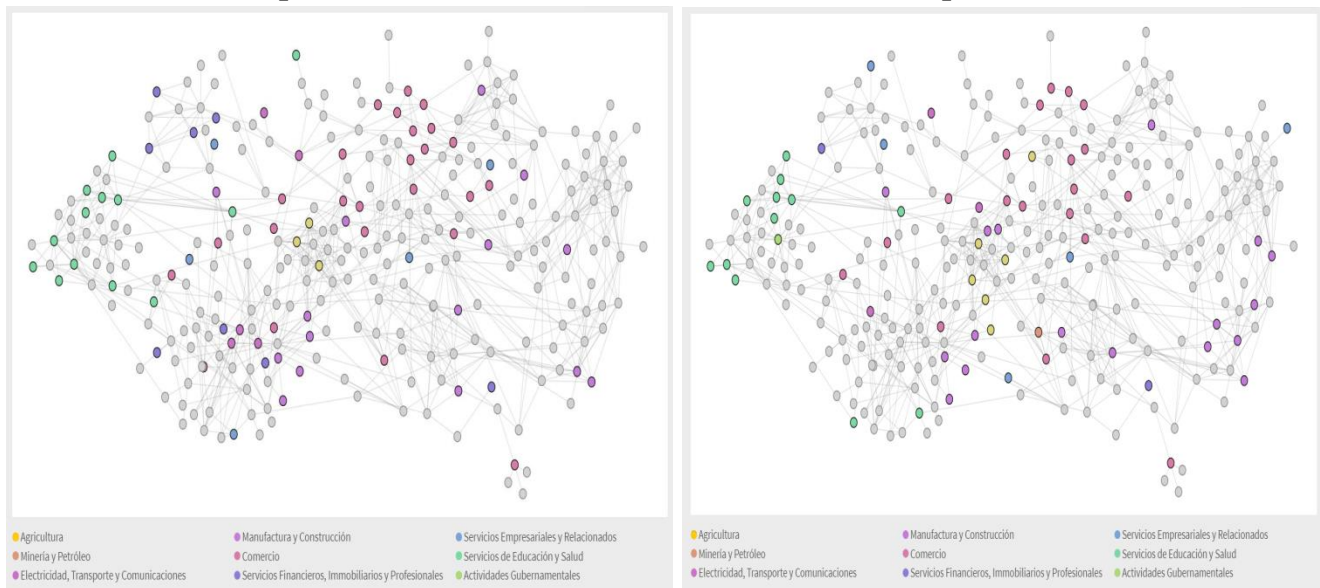 Agricultura
Manufactura y Construcción
Servicios Empresariales y Relacionados
Minería y Petróleo
Comercio
Servicios de Educación y Salud
Electricidad, Transporte y Comunicaciones
Servicios Financieros, Immobiliarios y Profesionales
Actividades Gubernamentales
Agricultura
Manufactura y Construcción
Servicios Empresariales y Relacionados
Minería y Petróleo
Comercio
Servicios de Educación y Salud
Electricidad, Transporte y Comunicaciones
Servicios Financieros, Immobiliarios y Profesionales
Actividades Gubernamentales